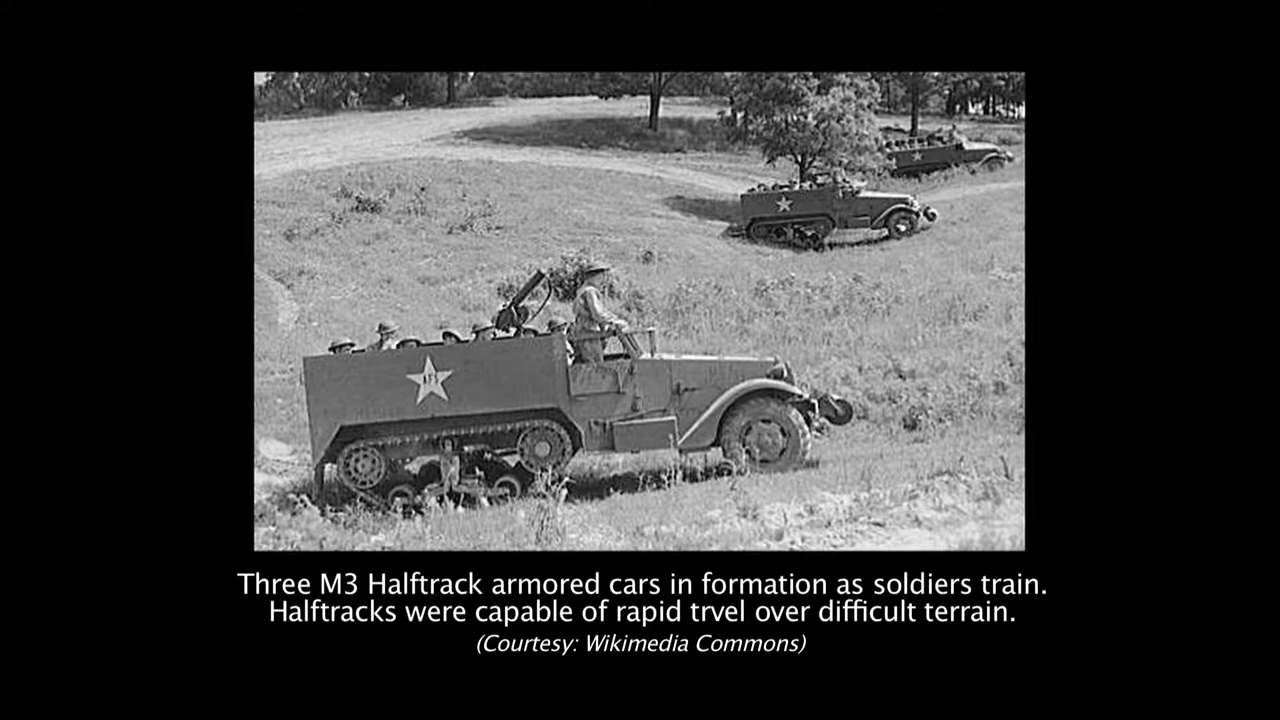 Three M3 Halftrack armored cars in formation as soldiers train.
Halftracks were capable of rapid trvel over difficult terrain.
(Courtesy: Wikimedia Commons)